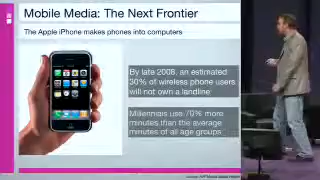 Mobile Media: The Next Frontier
The Apple iPhone makes phones into computers
By late 2008, an estimated
30% of wireless phone users
will not own a landline
Millennials use 70% more
minutes than the average
minutes of all age groups